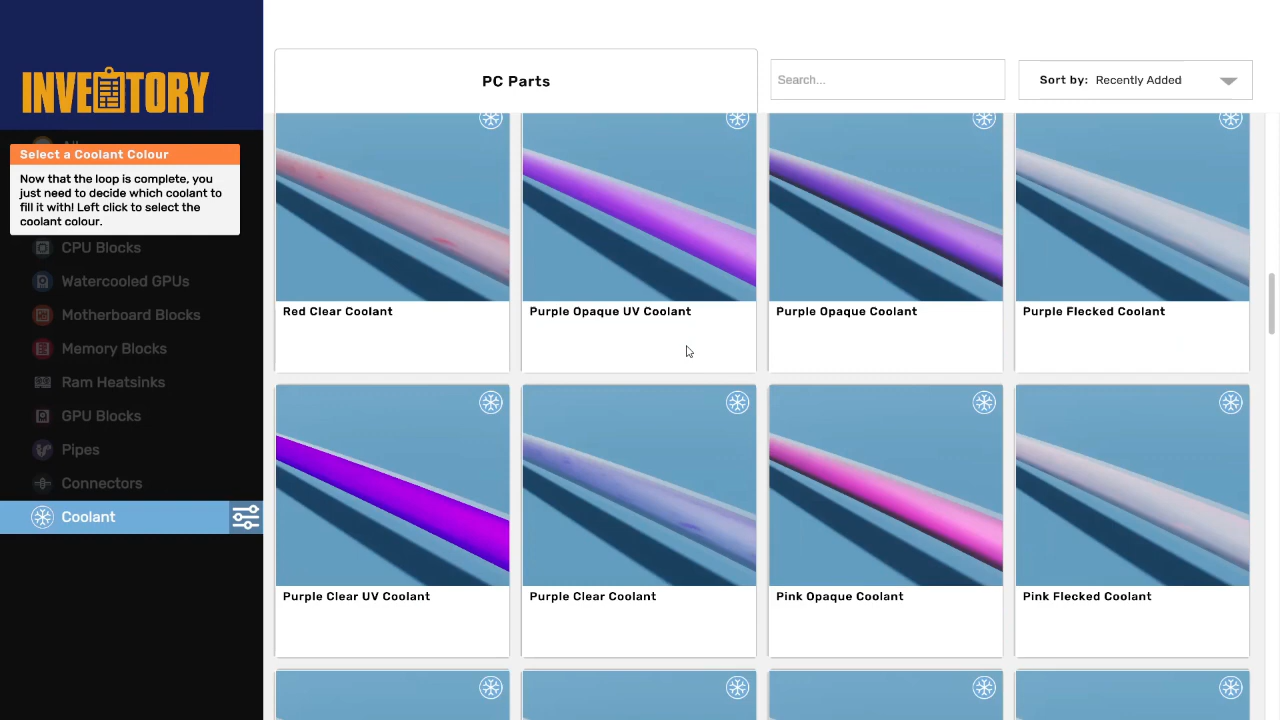 INVENTORY
PC Parts
Search...
Sort by: Recently Added
Select a Coolant Colour
Now that the loop is complete, you
just need to decide which coolant to
fill it with! Left click to select the
coolant colour.
CPU Blocks
Watercooled GPUs
Motherboard Blocks
Memory Blocks
Ram Heatsinks
GPU Blocks
Pipes
Connectors
Coolant
Red Clear Coolant
Purple Opaque UV Coolant
Purple Opaque Coolant
Purple Flecked Coolant
Purple Clear UV Coolant
Purple Clear Coolant
Pink Opaque Coolant
Pink Flecked Coolant